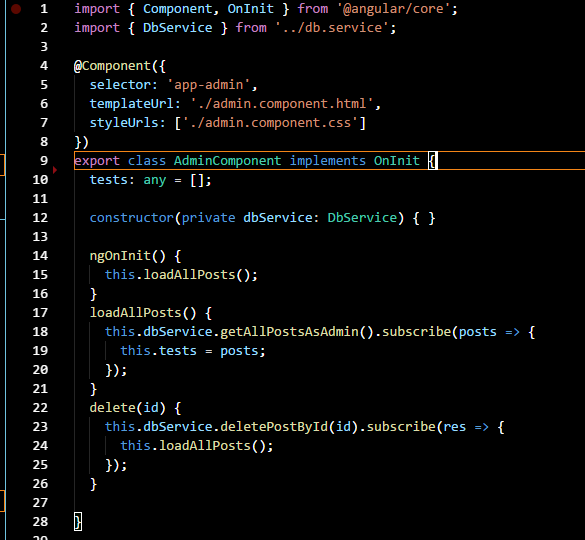 1 import { Component, OnInit } from '@angular/core';
2 import { DbService } from '../db.service';
3
4 @Component({
5   selector: 'app-admin',
6   templateUrl: './admin.component.html',
7   styleUrls: ['./admin.component.css']
8 })
9 export class AdminComponent implements OnInit {
10   tests: any = [];
11
12   constructor(private dbService: DbService) { }
13
14   ngOnInit() {
15     this.loadAllPosts();
16   }
17   loadAllPosts() {
18     this.dbService.getAllPostsAsAdmin().subscribe(posts => {
19       this.tests = posts;
20     });
21   }
22   delete(id) {
23     this.dbService.deletePostById(id).subscribe(res => {
24       this.loadAllPosts();
25     });
26   }
27
28 }